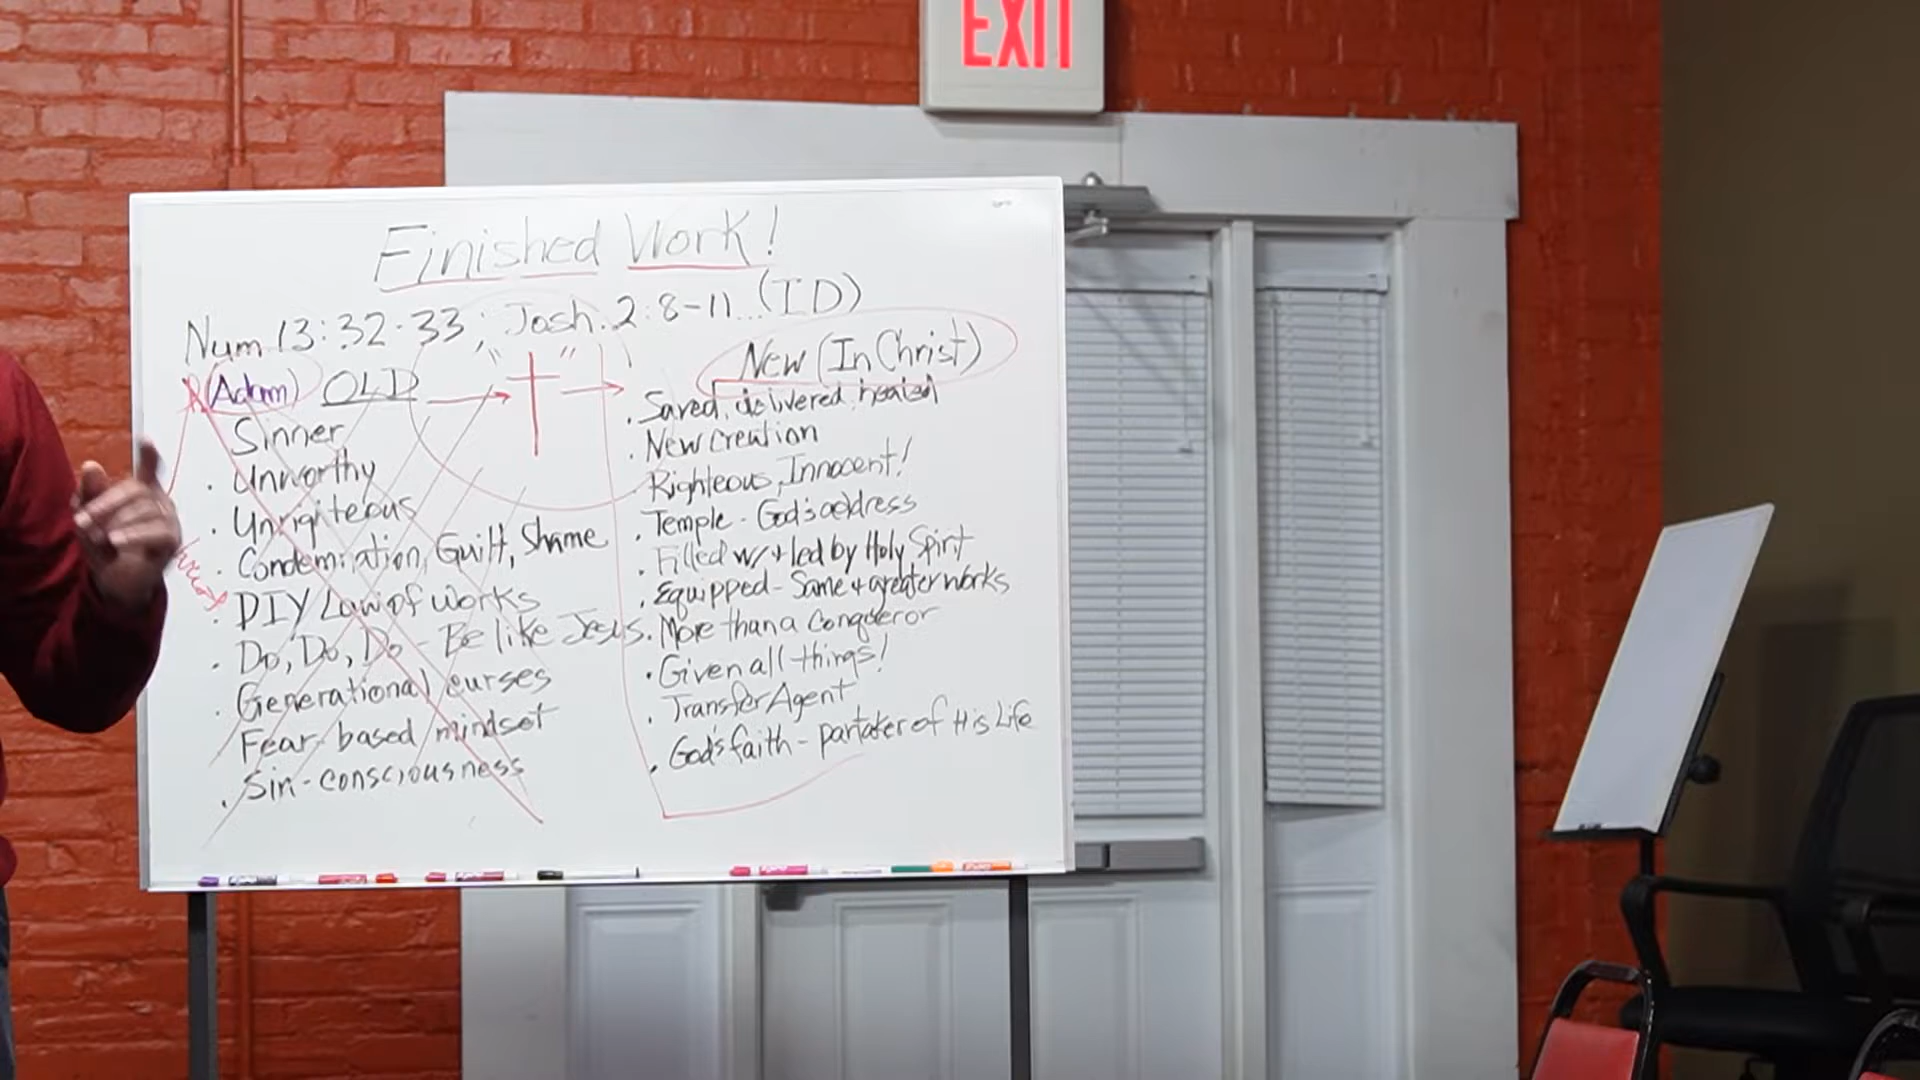 EXIT
Finished Work!
Num 13:32-33; Josh. 2:8-11... (ID)
(Adam) OLD
Sinner
Unworthy
Unrigteous
Condemnation, Guilt, Shame
DIY Law of Works
Do, Do, Do - Be like Jesus
Generational curses
Fear-based mindset
Sin-consciousness
" "
New (In Christ)
Saved, delivered, healed
New Creation
Righteous, Innocent!
Temple - God's address
Filled w/ + led by Holy Spirit
Equipped - Same + greater works
More than a Conqueror
Given all things!
Transfer Agent
God's faith - partaker of His Life